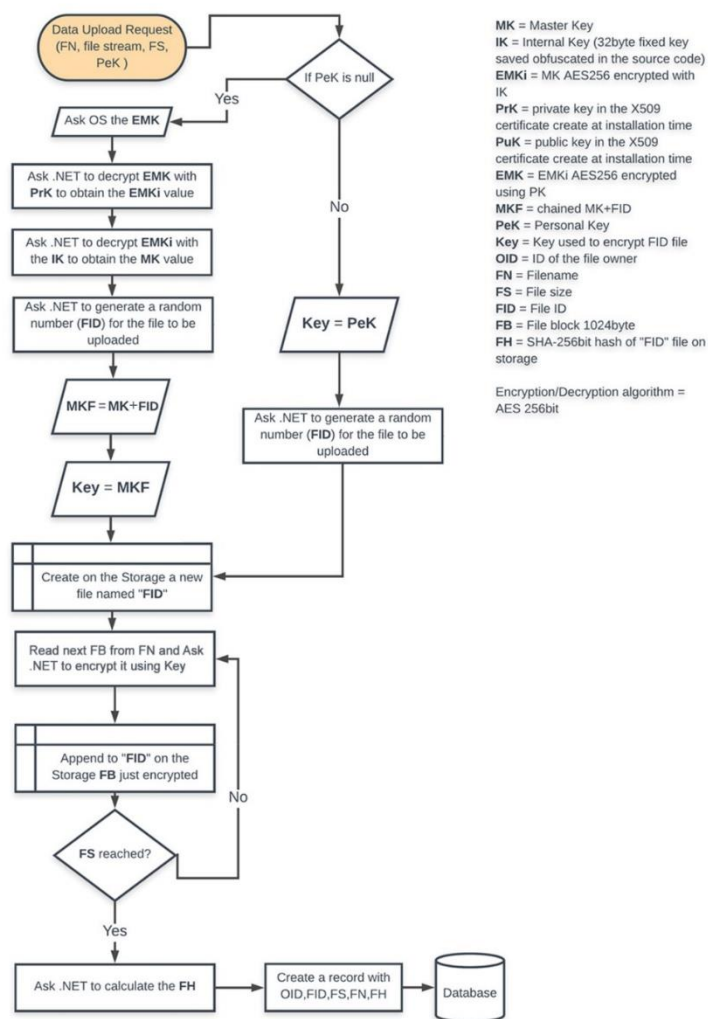 Data Upload Request
(FN, file stream, FS,
PeK )
If PeK is null
Yes
Ask OS the EMK
Ask .NET to decrypt EMK with
PrK to obtain the EMKi value
No
Ask .NET to decrypt EMKi with
the IK to obtain the MK value
Ask .NET to generate a random
number (FID) for the file to be
uploaded
Key = PeK
MKF=MK+FID
Ask .NET to generate a random
number (FID) for the file to be
uploaded
Key = MKF
Create on the Storage a new
file named "FID"
Read next FB from FN and Ask
.NET to encrypt it using Key
Append to "FID" on the
Storage FB just encrypted
No
FS reached?
Yes
Ask .NET to calculate the FH
Create a record with
OID,FID,FS,FN,FH
Database
MK = Master Key
IK = Internal Key (32byte fixed key
saved obfuscated in the source code)
EMKi = MK AES256 encrypted with
IK
PrK = private key in the X509
certificate create at installation time
PuK = public key in the X509
certificate create at installation time
EMK = EMKi AES256 encrypted
using PK
MKF = chained MK+FID
PeK = Personal Key
Key = Key used to encrypt FID file
OID = ID of the file owner
FN = Filename
FS = File size
FID = File ID
FB = File block 1024byte
FH = SHA-256bit hash of "FID" file on
storage
Encryption/Decryption algorithm =
AES 256bit